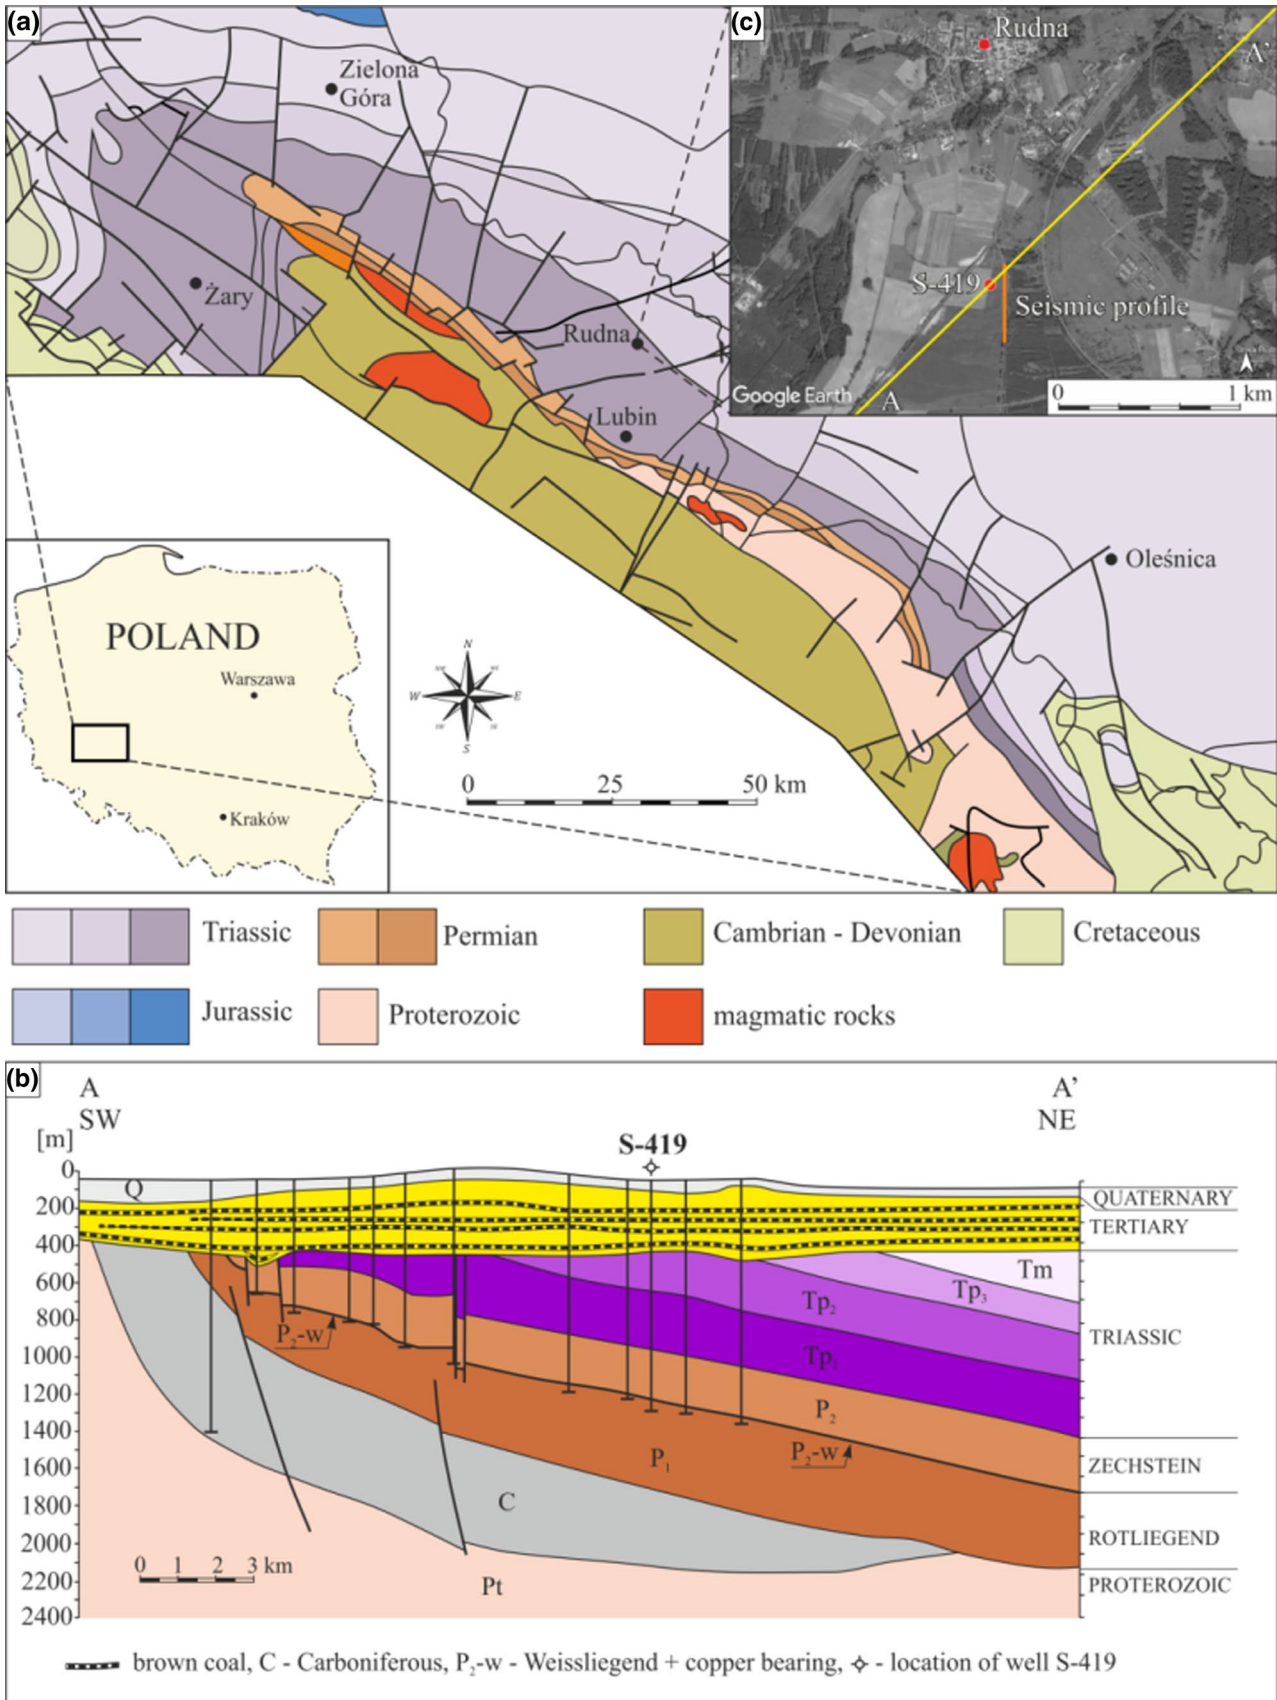 (a)
Zielona
Góra
Żary
Rudna
Lubin
Oleśnica
(c)
Rudna
A'
S-419
Seismic profile
Google Earth
A
0 1 km
POLAND
Warszawa
Kraków
N
W E
S
0 25 50 km
Triassic
Permian
Cambrian - Devonian
Cretaceous
Jurassic
Proterozoic
magmatic rocks
(b)
A
SW
A'
NE
[m]
S-419
0
200
400
600
800
1000
1200
1400
1600
1800
2000
2200
2400
Q
Tm
Tp3
Tp2
Tp1
P2-w
P2
P2-w
P1
C
Pt
0 1 2 3 km
QUATERNARY
TERTIARY
TRIASSIC
ZECHSTEIN
ROTLIEGEND
PROTEROZOIC
brown coal, C - Carboniferous, P2-w - Weissliegend + copper bearing, - location of well S-419